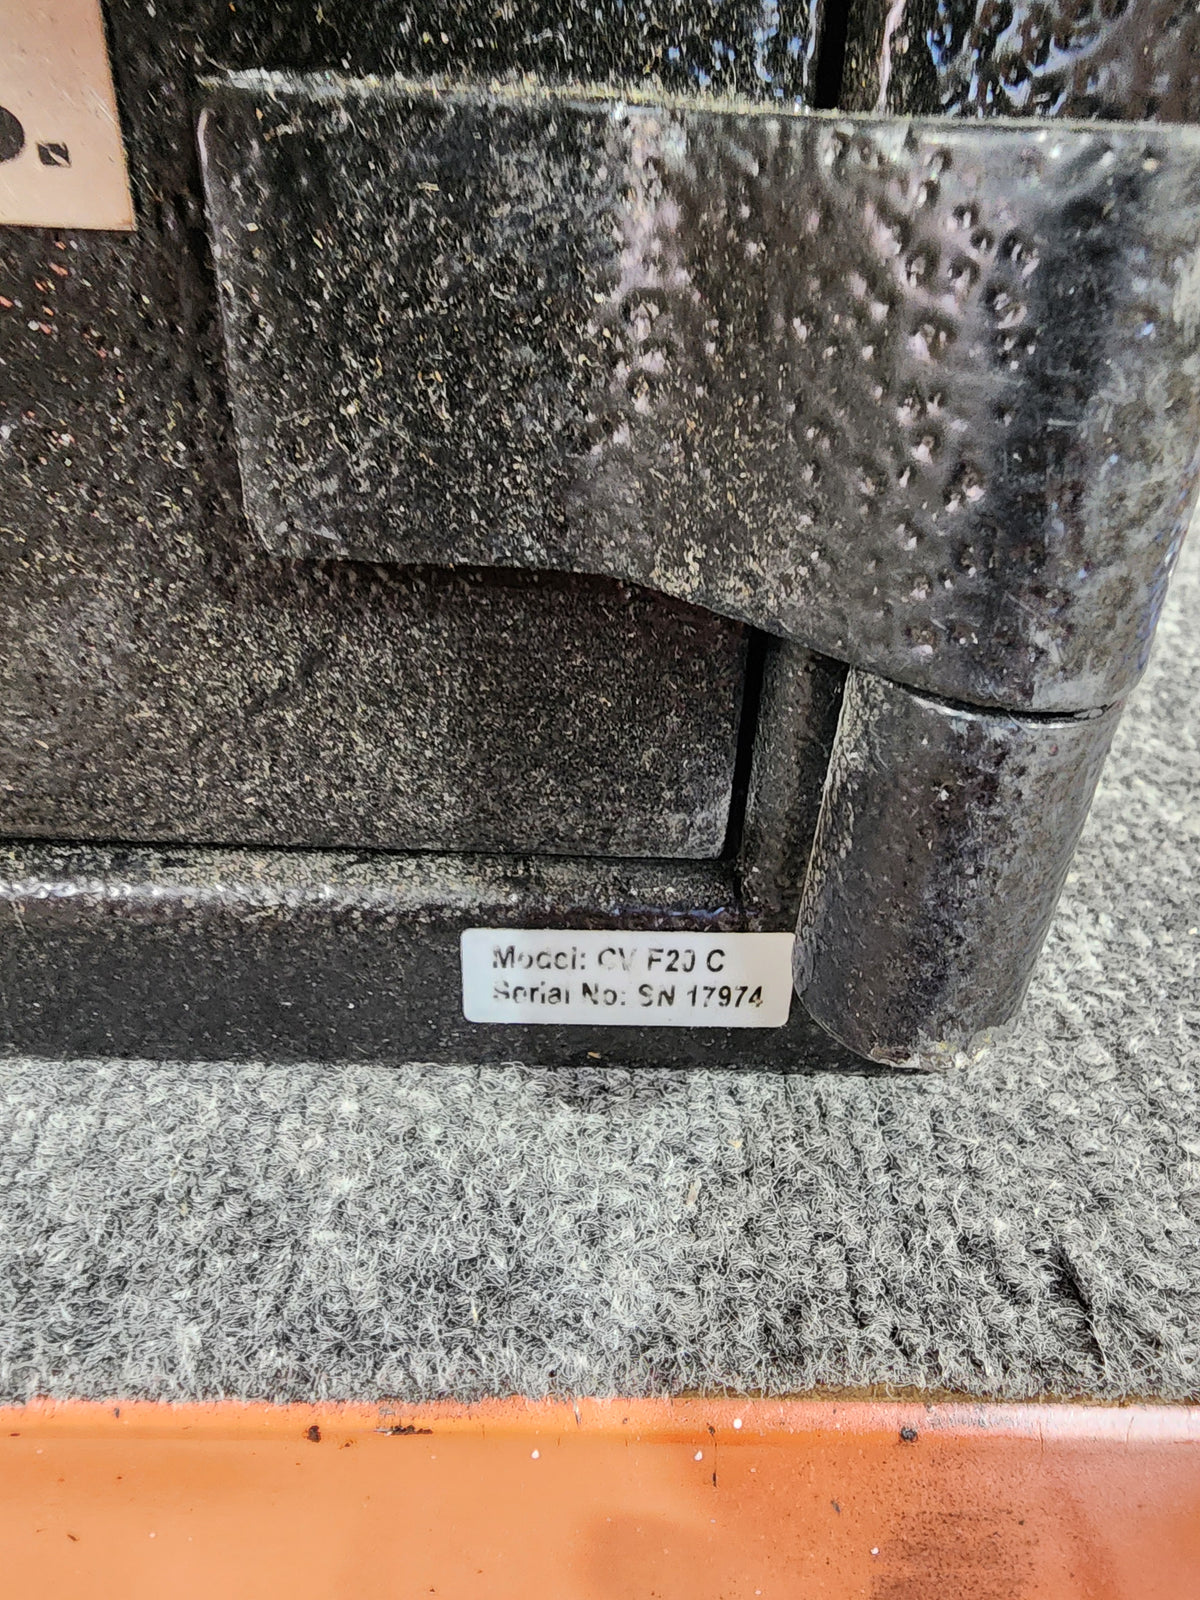 Model: CV F20 C
Serial No: SN 17974